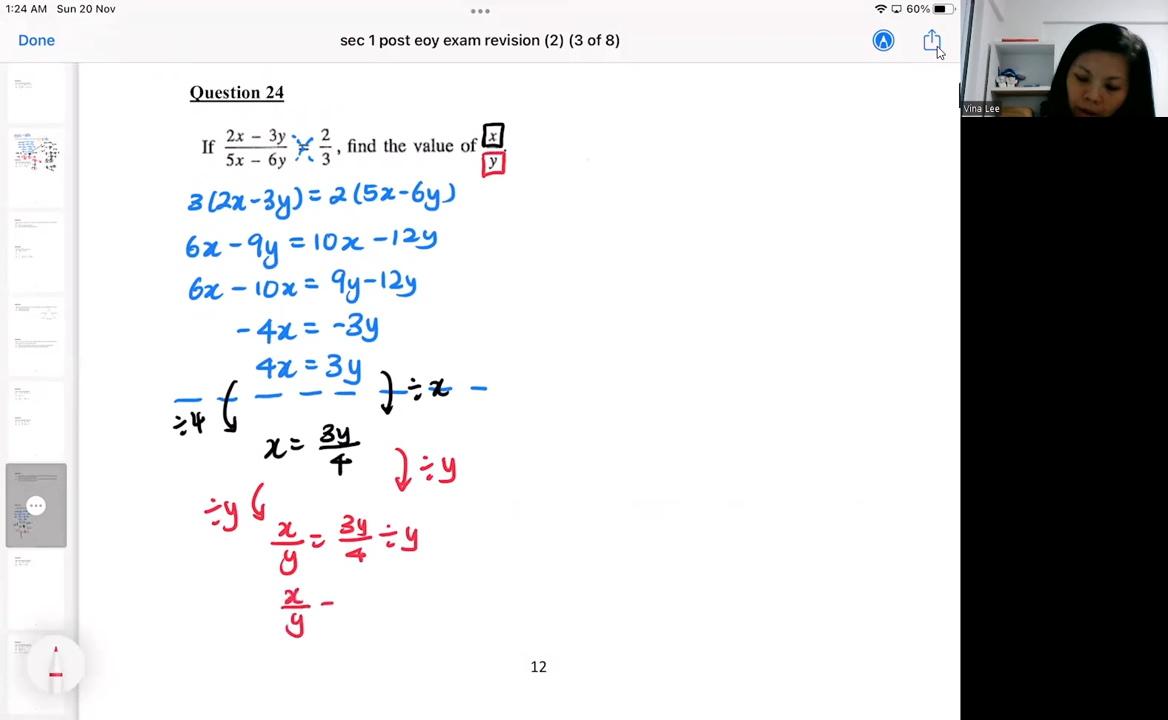 1:24 AM Sun 20 Nov
60%
Done
sec 1 post eoy exam revision (2) (3 of 8)
Vina Lee
Question 24
If (2x - 3y)/(5x - 6y) = 2/3, find the value of x/y.
3(2x-3y) = 2(5x-6y)
6x - 9y = 10x - 12y
6x - 10x = 9y - 12y
-4x = -3y
4x = 3y
÷4 ÷x
x = 3y/4
÷y ÷y
x/y = 3y/4 ÷ y
x/y -
12